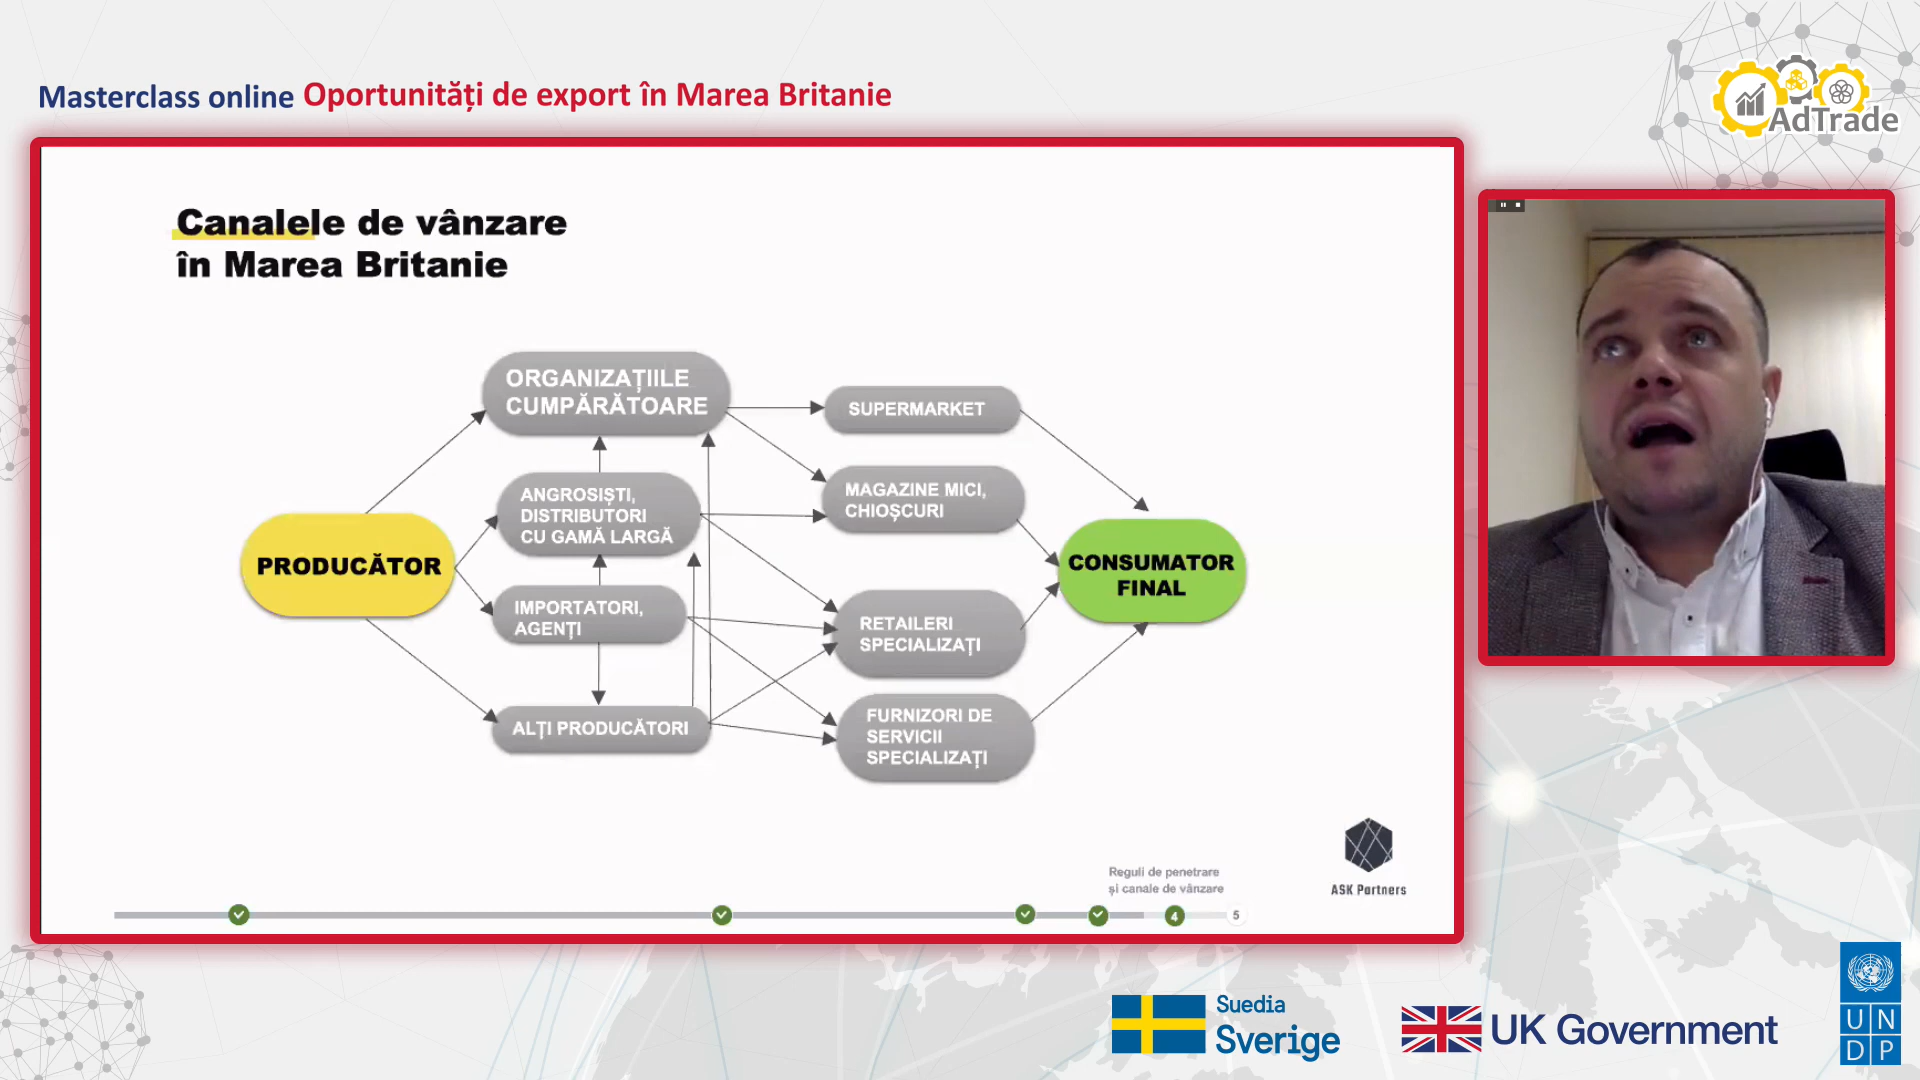 Masterclass online Oportunități de export în Marea Britanie
AdTrade
Canalele de vânzare
în Marea Britanie
ORGANIZAȚIILE
CUMPĂRĂTOARE
SUPERMARKET
ANGROSIȘTI,
DISTRIBUTORI
CU GAMĂ LARGĂ
MAGAZINE MICI,
CHIOȘCURI
PRODUCĂTOR
CONSUMATOR
FINAL
IMPORTATORI,
AGENȚI
RETAILERI
SPECIALIZAȚI
ALȚI PRODUCĂTORI
FURNIZORI DE
SERVICII
SPECIALIZAȚI
ASK Partners
Reguli de penetrare
și canale de vânzare
4
5
Suedia
Sverige
UK Government
UN
DP